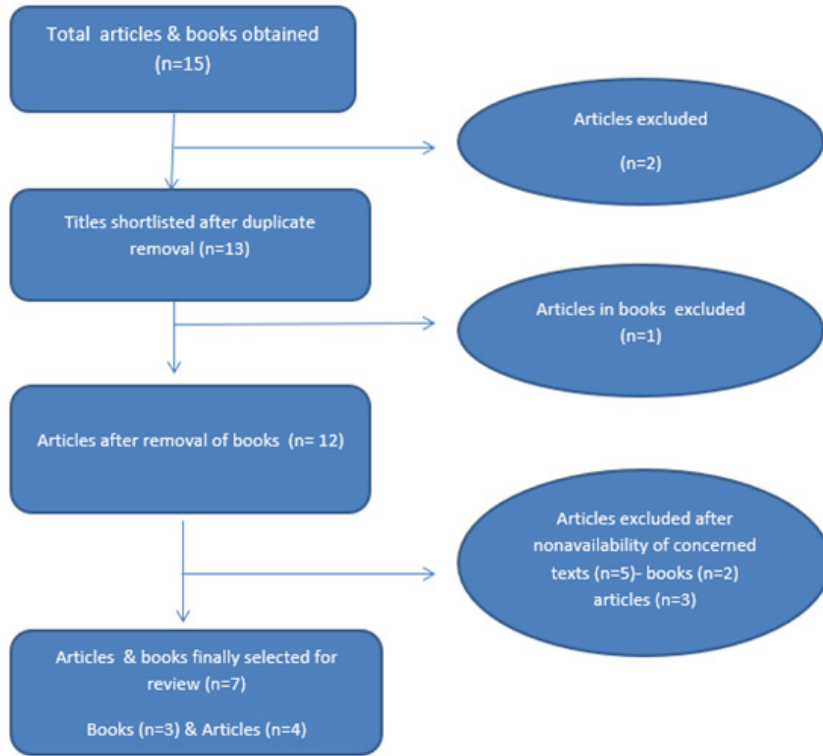 Total articles & books obtained
(n=15)
Articles excluded
(n=2)
Titles shortlisted after duplicate
removal (n=13)
Articles in books excluded
(n=1)
Articles after removal of books (n= 12)
Articles excluded after
nonavailability of concerned
texts (n=5)- books (n=2)
articles (n=3)
Articles & books finally selected for
review (n=7)
Books (n=3) & Articles (n=4)